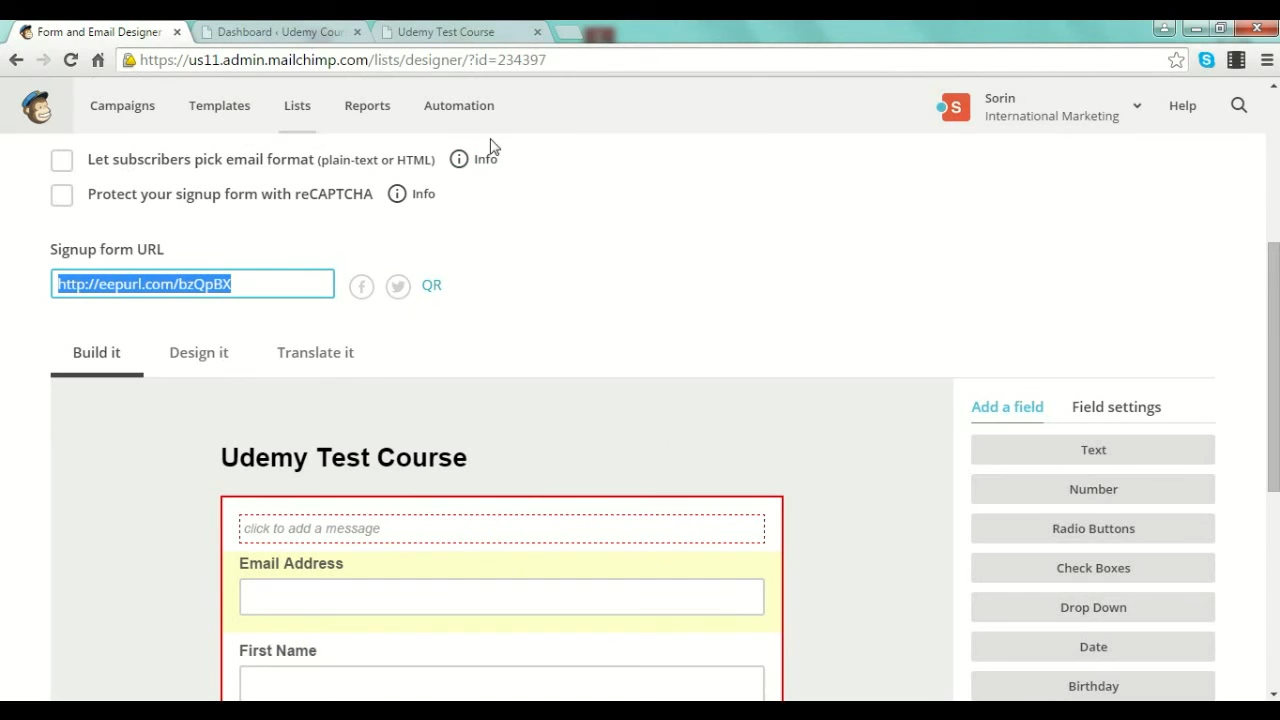 Form and Email Designer
Dashboard ‹ Udemy Cour
Udemy Test Course
https://us11.admin.mailchimp.com/lists/designer/?id=234397
Campaigns
Templates
Lists
Reports
Automation
S
Sorin
International Marketing
Help
Let subscribers pick email format (plain-text or HTML)
Info
Protect your signup form with reCAPTCHA
Info
Signup form URL
http://eepurl.com/bzQpBX
QR
Build it
Design it
Translate it
Add a field
Field settings
Udemy Test Course
click to add a message
Email Address
First Name
Text
Number
Radio Buttons
Check Boxes
Drop Down
Date
Birthday